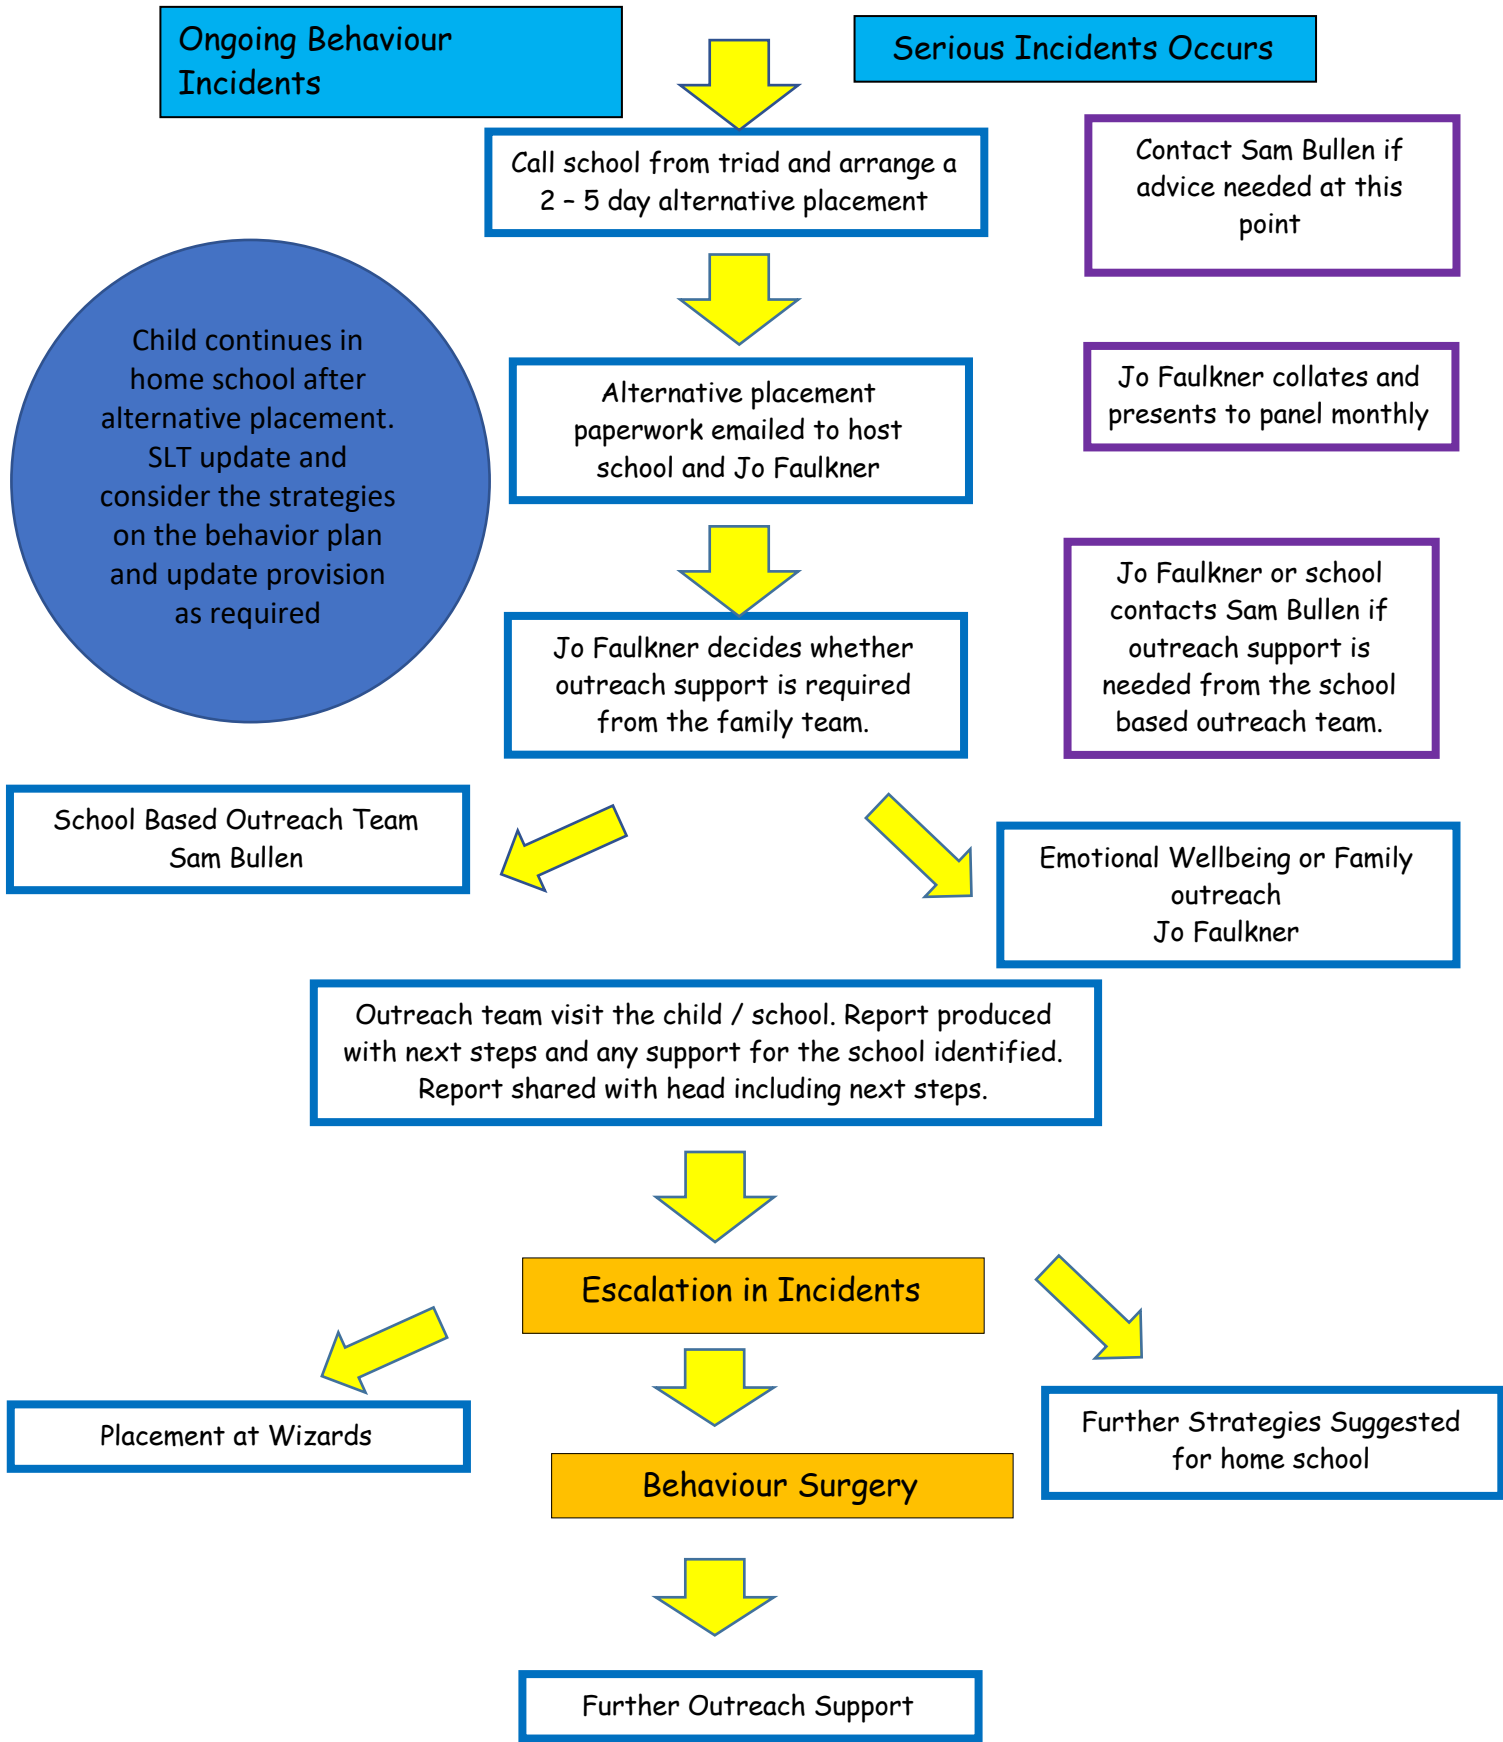 Ongoing Behaviour
Incidents
Serious Incidents Occurs
Call school from triad and arrange a
2 – 5 day alternative placement
Contact Sam Bullen if
advice needed at this
point
Child continues in
home school after
alternative placement.
SLT update and
consider the strategies
on the behavior plan
and update provision
as required
Alternative placement
paperwork emailed to host
school and Jo Faulkner
Jo Faulkner collates and
presents to panel monthly
Jo Faulkner decides whether
outreach support is required
from the family team.
Jo Faulkner or school
contacts Sam Bullen if
outreach support is
needed from the school
based outreach team.
School Based Outreach Team
Sam Bullen
Emotional Wellbeing or Family
outreach
Jo Faulkner
Outreach team visit the child / school. Report produced
with next steps and any support for the school identified.
Report shared with head including next steps.
Escalation in Incidents
Placement at Wizards
Further Strategies Suggested
for home school
Behaviour Surgery
Further Outreach Support